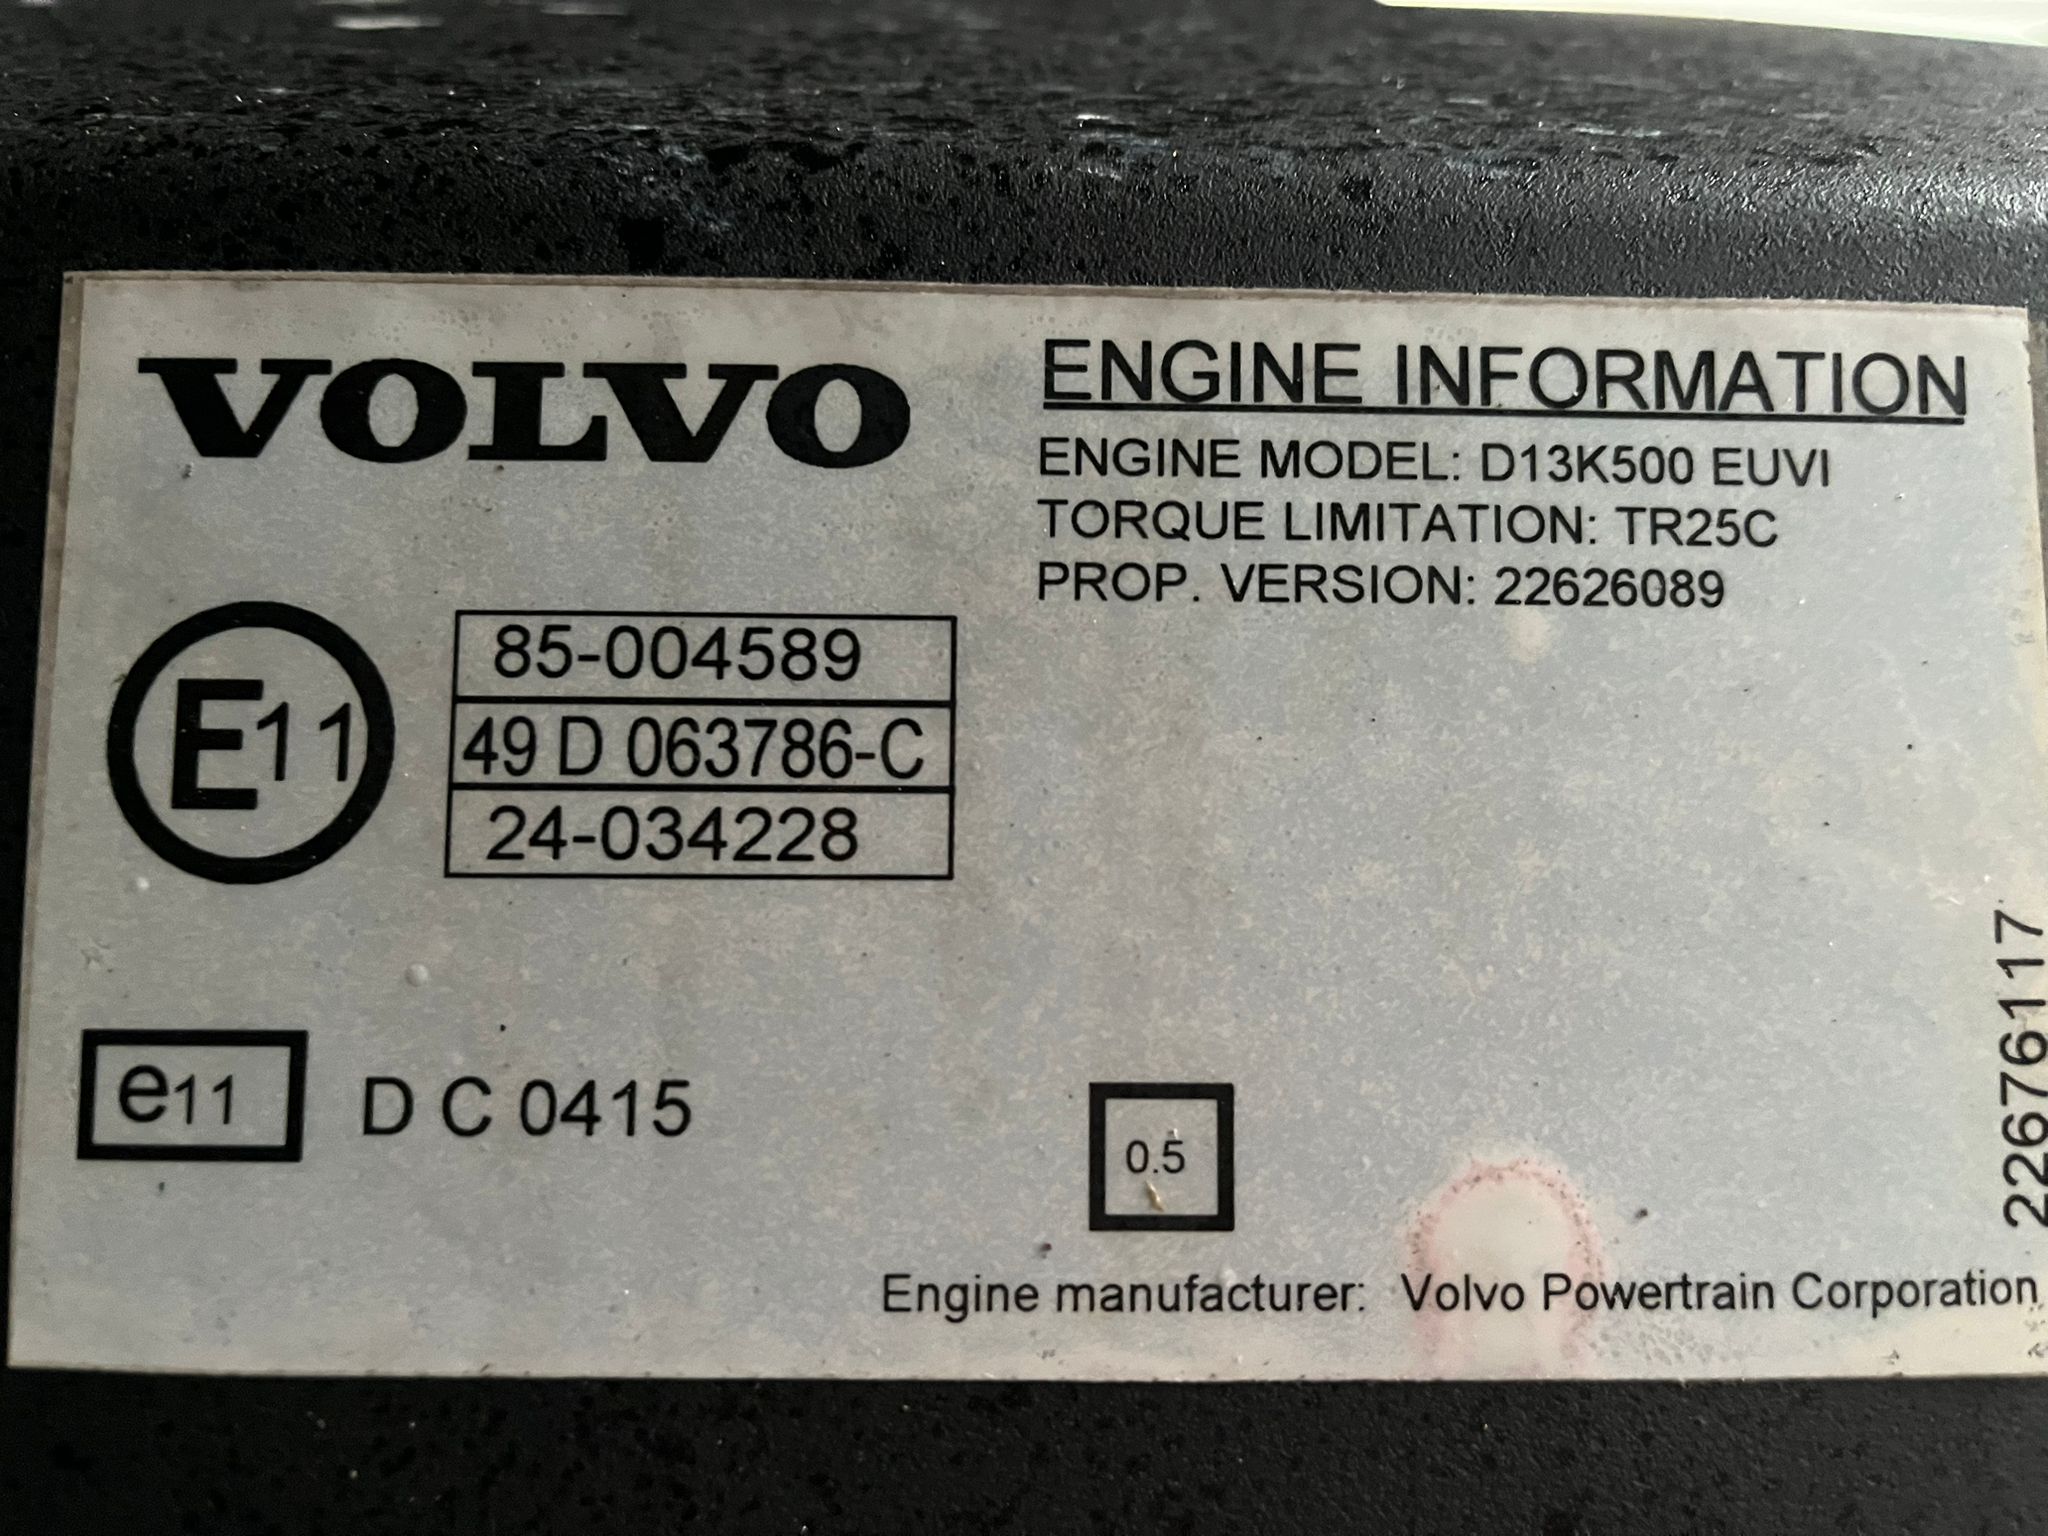 VOLVO
ENGINE INFORMATION
ENGINE MODEL: D13K500 EUVI
TORQUE LIMITATION: TR25C
PROP. VERSION: 22626089
E11
85-004589
49 D 063786-C
24-034228
e11
D C 0415
0.5
22676117
Engine manufacturer: Volvo Powertrain Corporation